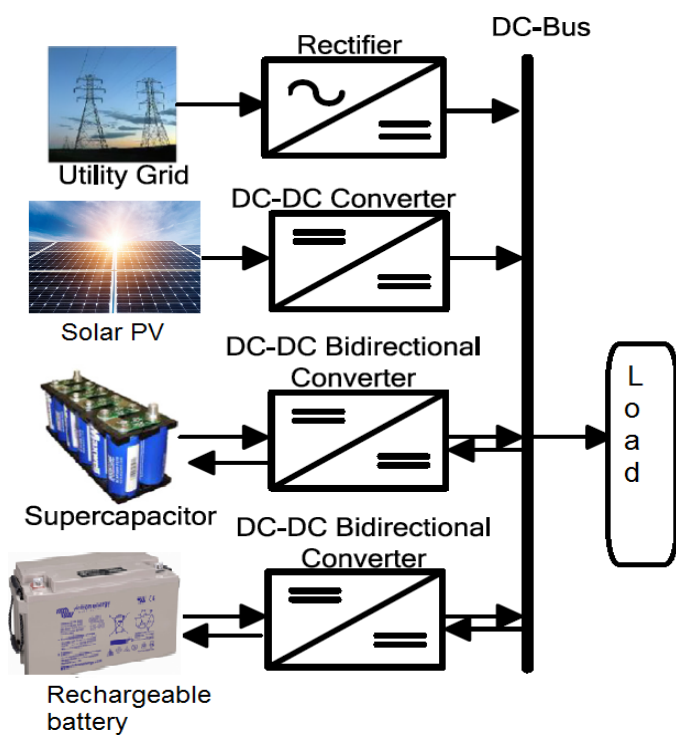 DC-Bus
Rectifier
Utility Grid
DC-DC Converter
Solar PV
DC-DC Bidirectional
Converter
Load
Supercapacitor
DC-DC Bidirectional
Converter
Rechargeable
battery